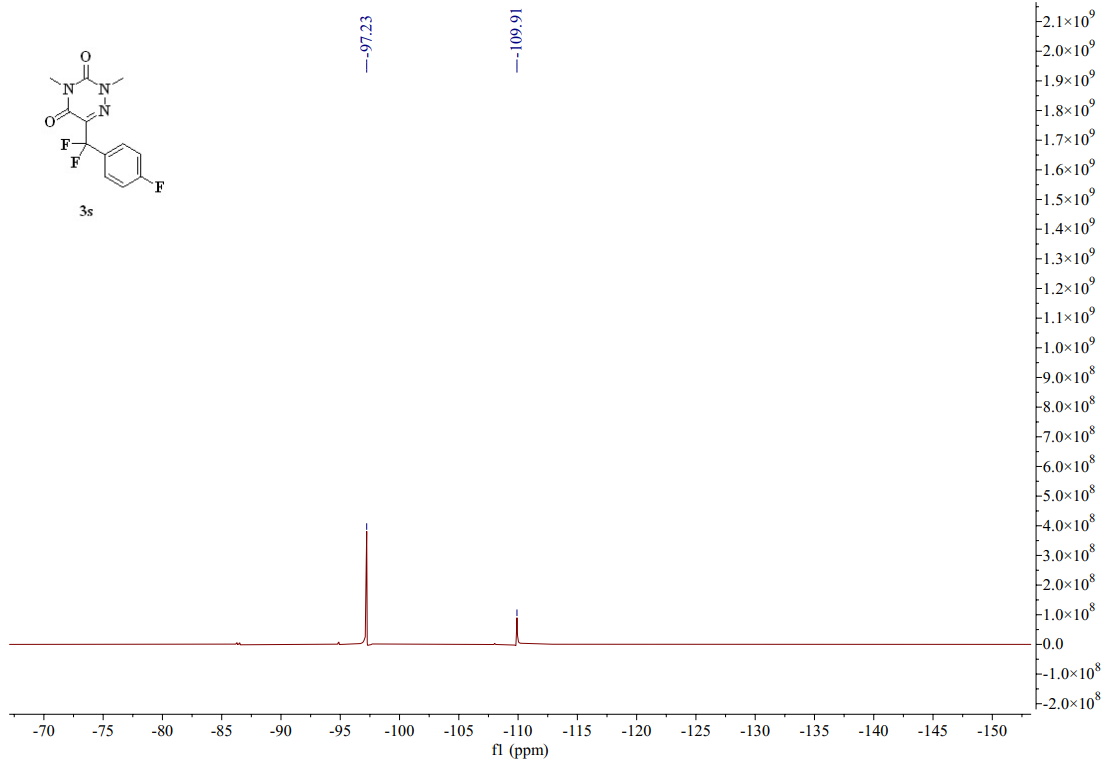 -97.23
-109.91
O
N
N
N
O
F
F
F
3s
2.1×10^9
2.0×10^9
1.9×10^9
1.8×10^9
1.7×10^9
1.6×10^9
1.5×10^9
1.4×10^9
1.3×10^9
1.2×10^9
1.1×10^9
1.0×10^9
9.0×10^8
8.0×10^8
7.0×10^8
6.0×10^8
5.0×10^8
4.0×10^8
3.0×10^8
2.0×10^8
1.0×10^8
0.0
-1.0×10^8
-2.0×10^8
-70 -75 -80 -85 -90 -95 -100 -105 -110 -115 -120 -125 -130 -135 -140 -145 -150
f1 (ppm)